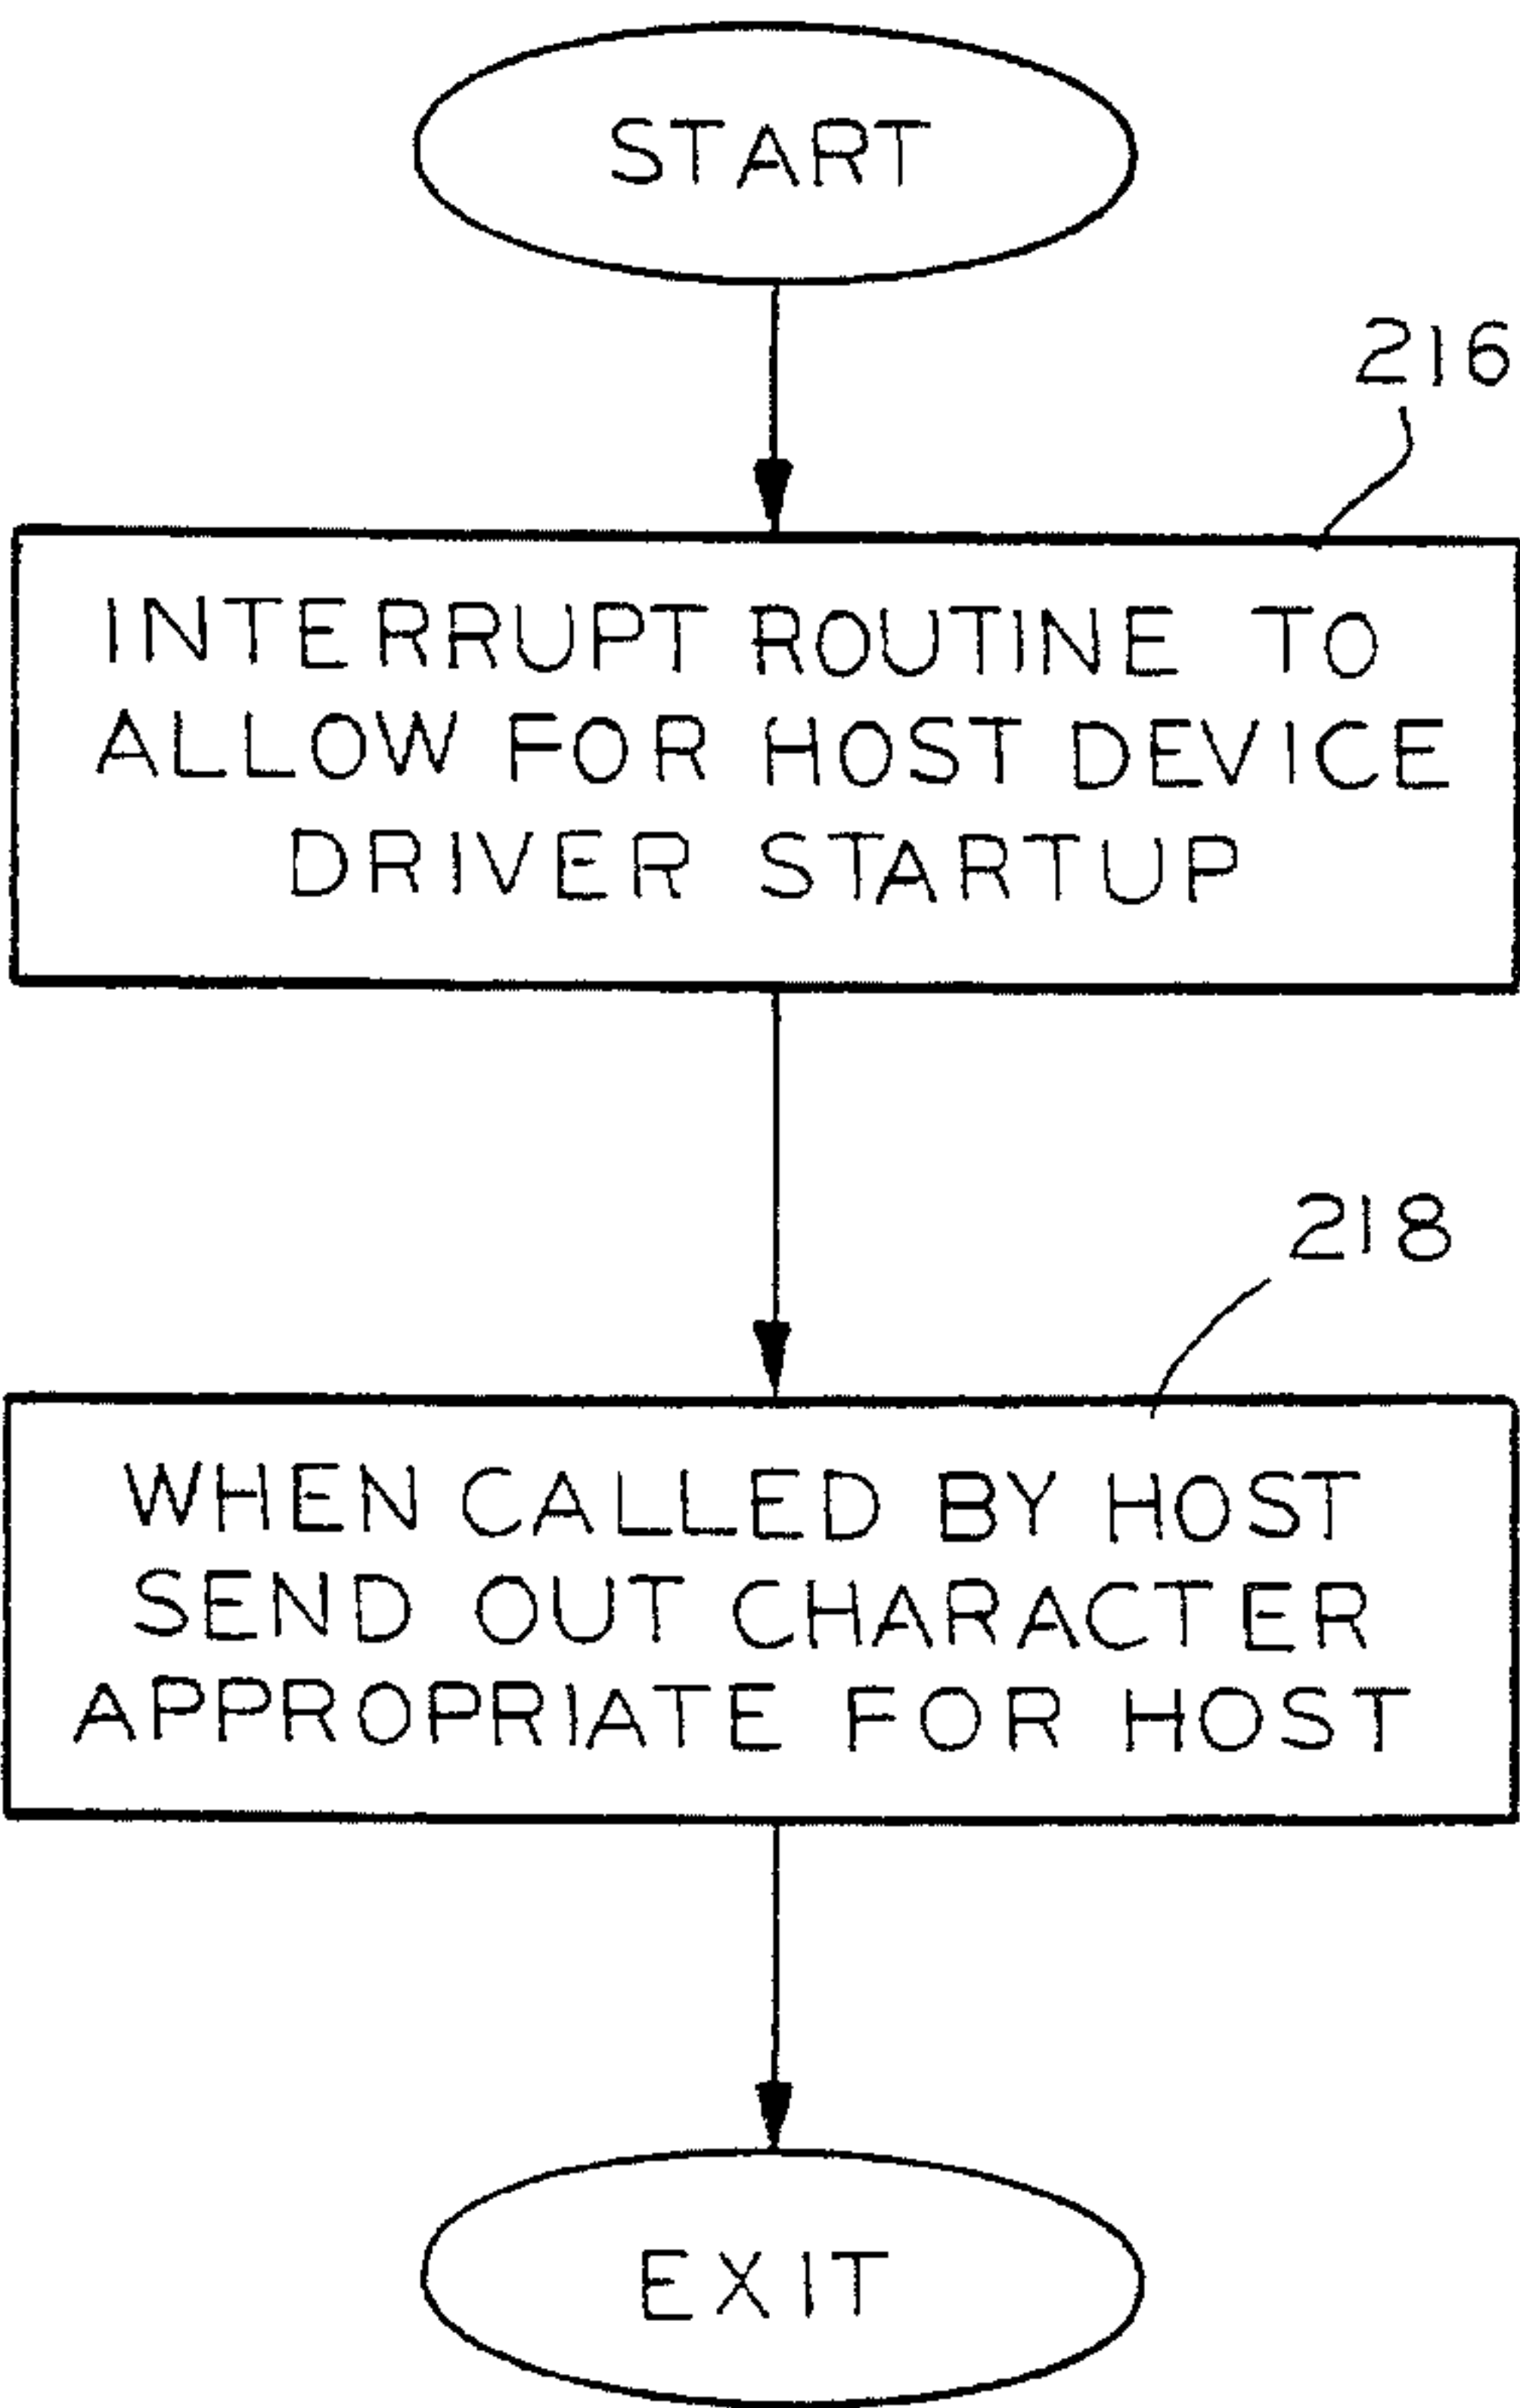 START
216
INTERRUPT ROUTINE TO
ALLOW FOR HOST DEVICE
DRIVER STARTUP
218
WHEN CALLED BY HOST
SEND OUT CHARACTER
APPROPRIATE FOR HOST
EXIT